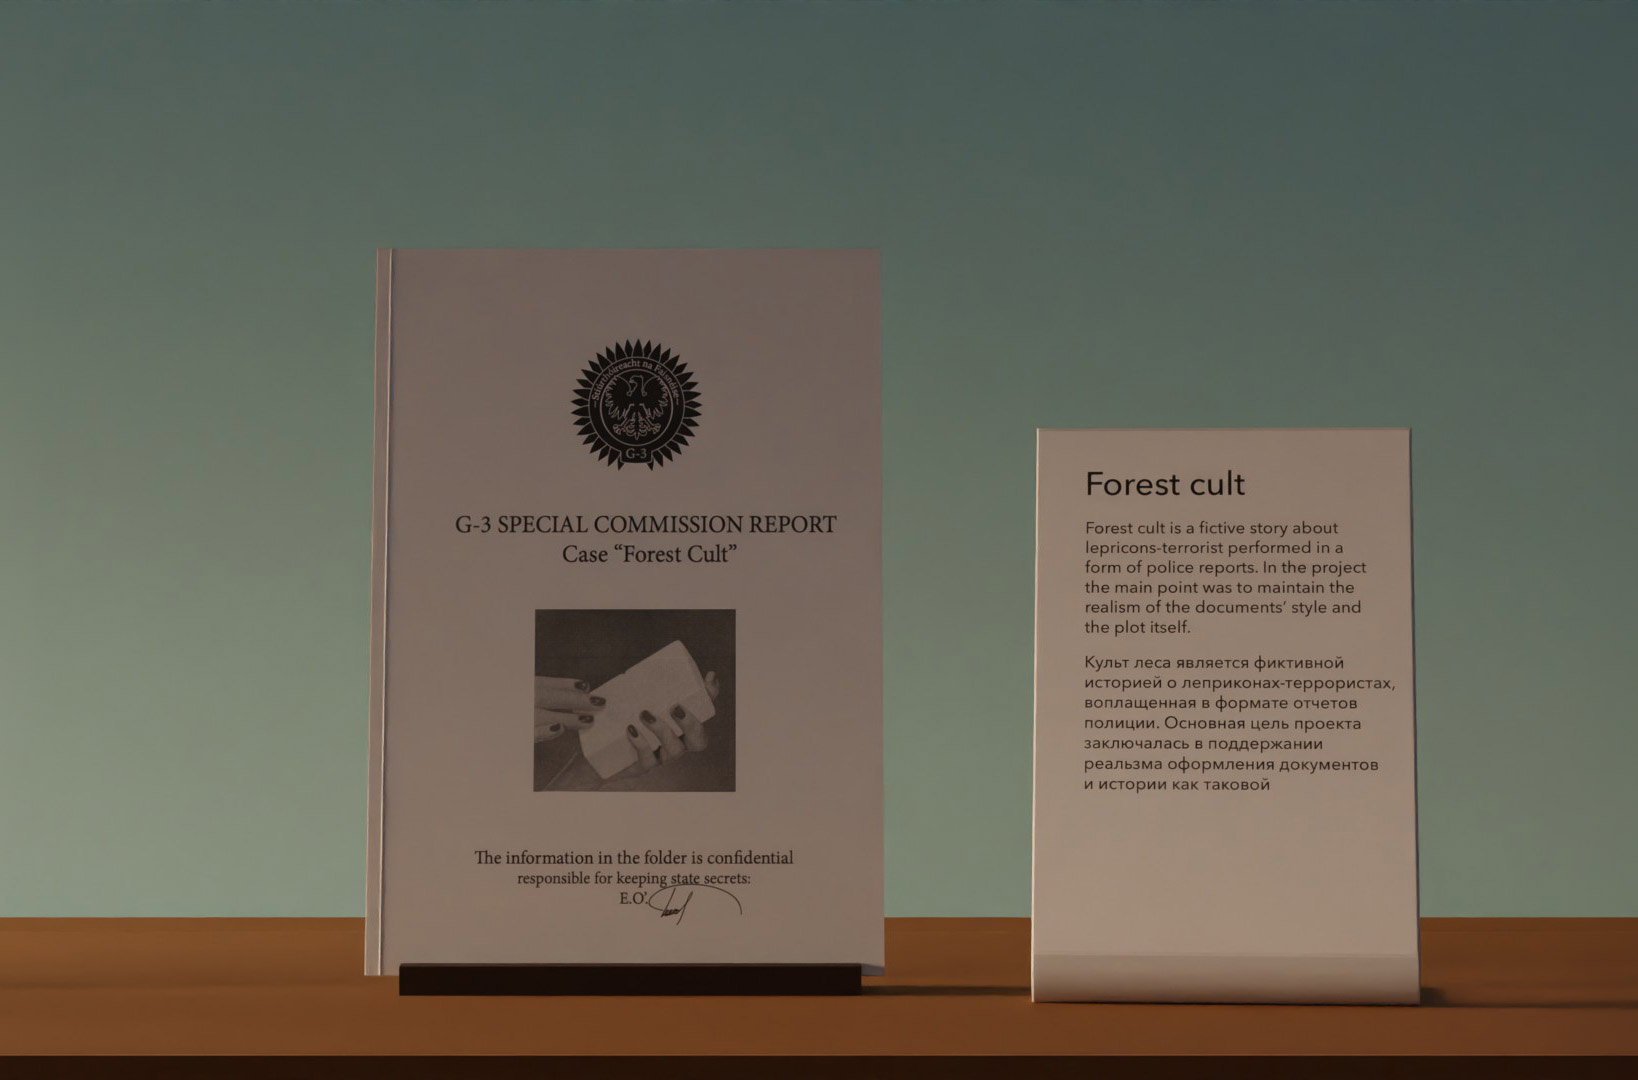 Stiúrthóireacht na Faisnéise
G-3
G-3 SPECIAL COMMISSION REPORT
Case “Forest Cult”
The information in the folder is confidential
responsible for keeping state secrets:
E.O'.
Forest cult
Forest cult is a fictive story about
lepricons-terrorist performed in a
form of police reports. In the project
the main point was to maintain the
realism of the documents’ style and
the plot itself.
Культ леса является фиктивной
историей о леприконах-террористах,
воплащенная в формате отчетов
полиции. Основная цель проекта
заключалась в поддержании
реальзма оформления документов
и истории как таковой